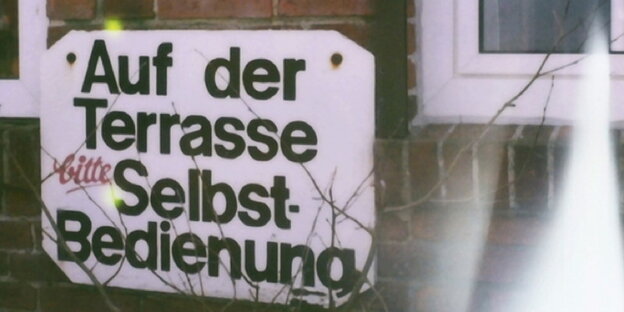 Auf der
Terrasse
bitte Selbst-
Bedienung